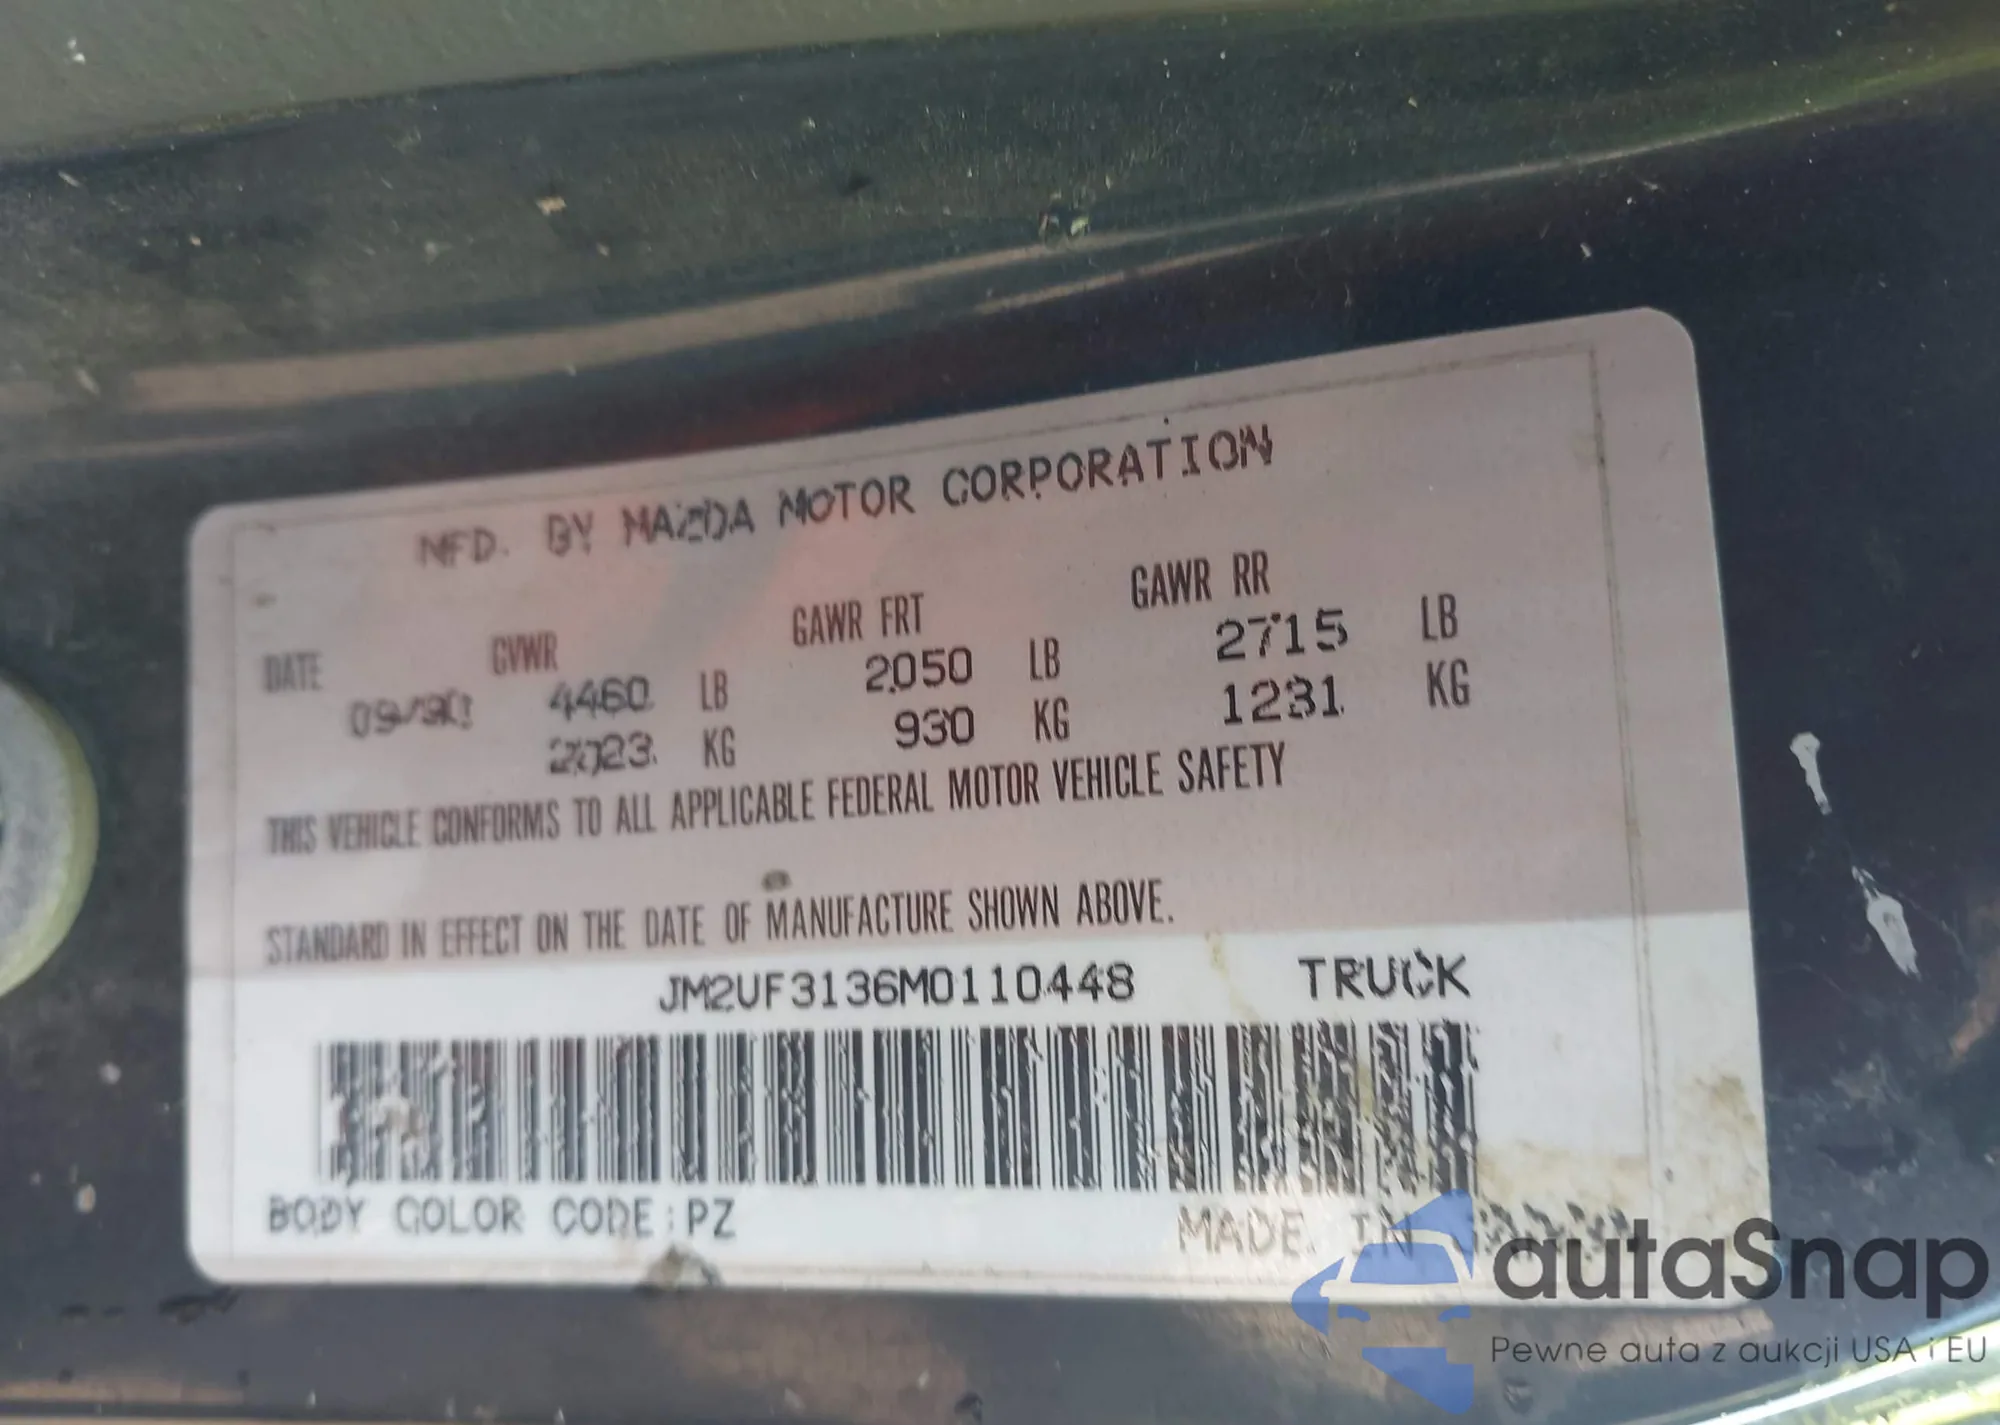 MFD. BY MAZDA MOTOR CORPORATION
DATE GVWR GAWR FRT GAWR RR
09/90 4460 LB 2050 LB 2715 LB
2023 KG 930 KG 1231 KG
THIS VEHICLE CONFORMS TO ALL APPLICABLE FEDERAL MOTOR VEHICLE SAFETY
STANDARD IN EFFECT ON THE DATE OF MANUFACTURE SHOWN ABOVE.
JM2UF3136M0110448 TRUCK
BODY COLOR CODE:PZ MADE IN
autaSnap
Pewne auta z aukcji USA i EU